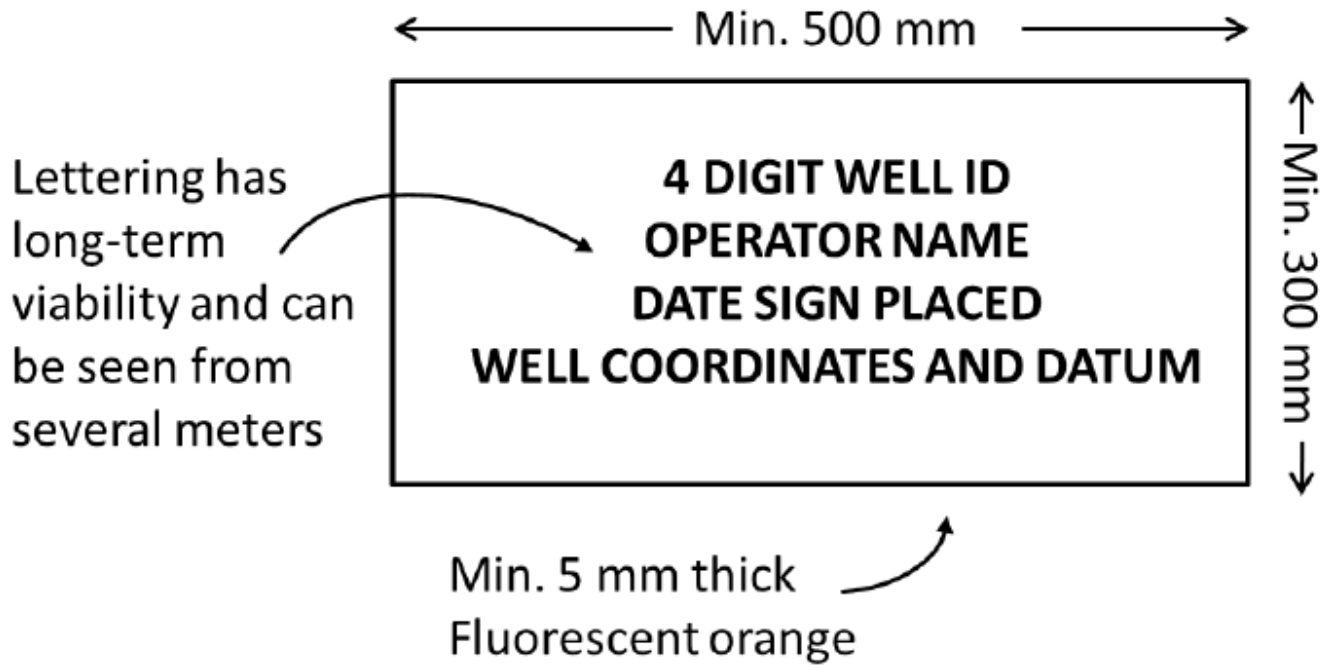 Min. 500 mm
Lettering has
long-term
viability and can
be seen from
several meters
4 DIGIT WELL ID
OPERATOR NAME
DATE SIGN PLACED
WELL COORDINATES AND DATUM
Min. 300 mm
Min. 5 mm thick
Fluorescent orange